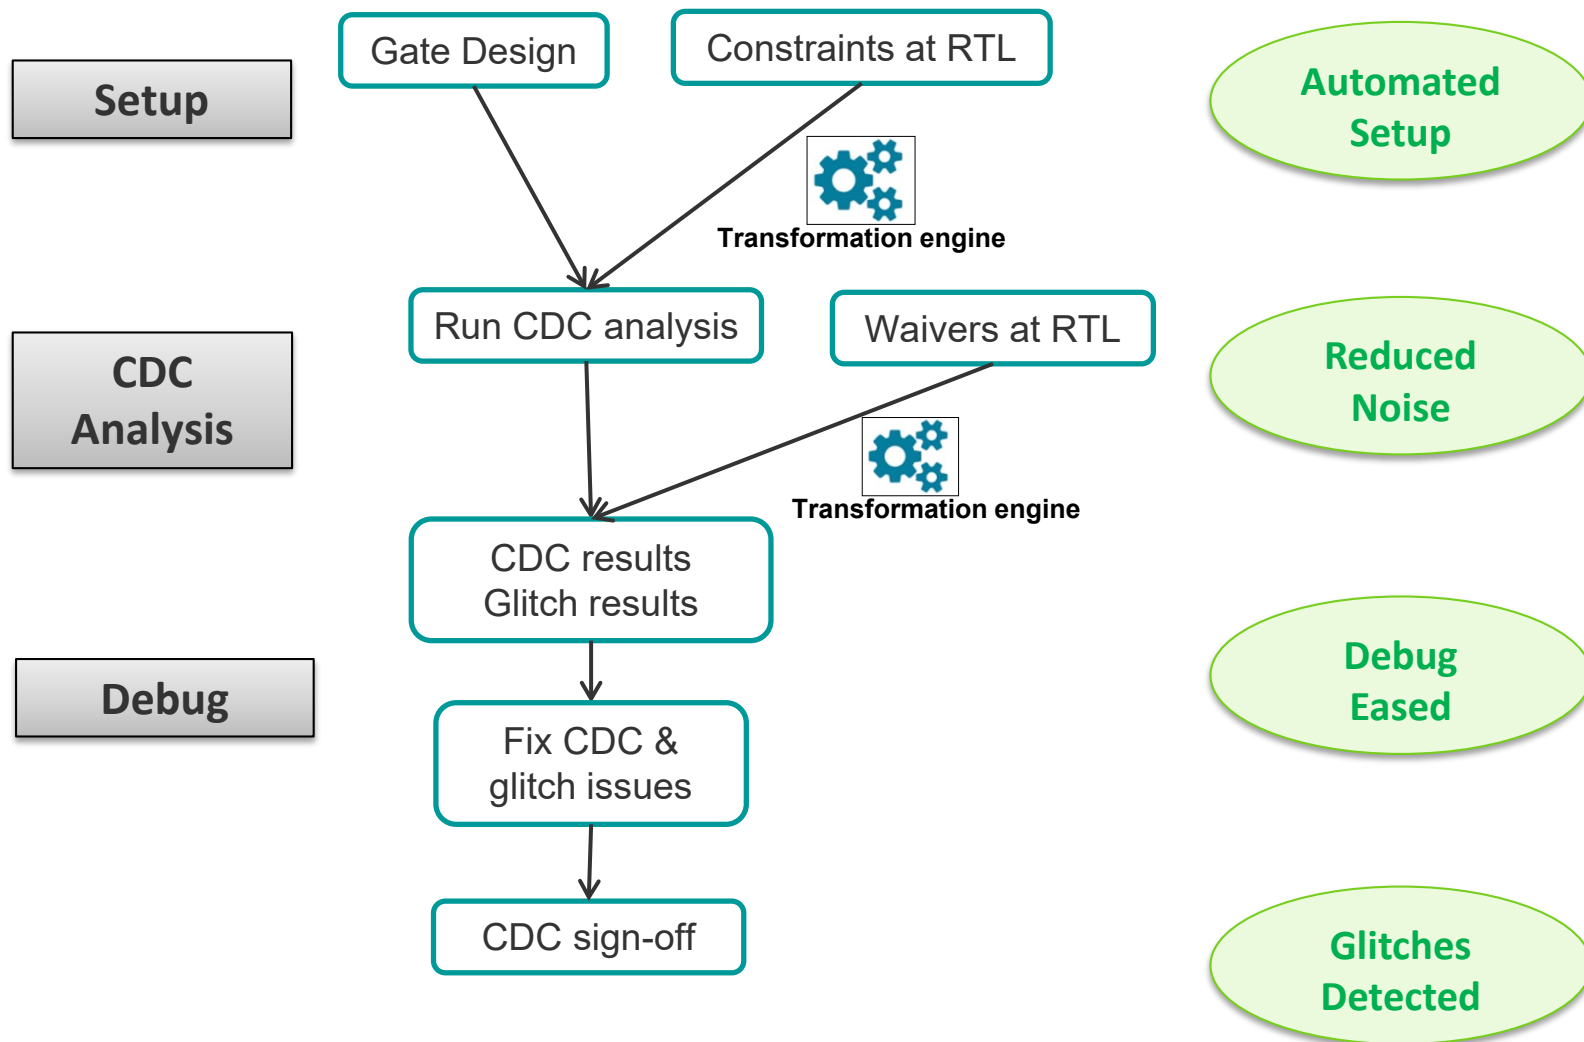 Gate Design
Constraints at RTL
Setup
Automated
Setup
Transformation engine
Run CDC analysis
Waivers at RTL
CDC
Analysis
Reduced
Noise
Transformation engine
CDC results
Glitch results
Debug
Debug
Eased
Fix CDC &
glitch issues
CDC sign-off
Glitches
Detected